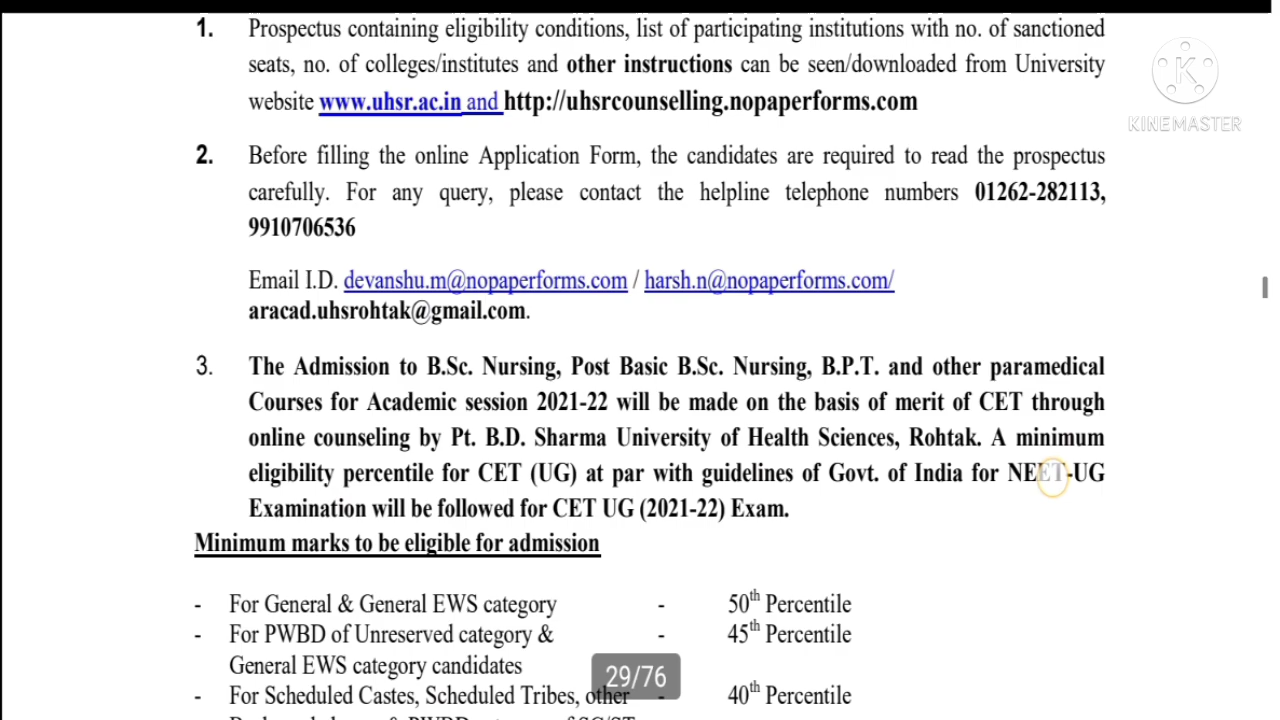 1. Prospectus containing eligibility conditions, list of participating institutions with no. of sanctioned
seats, no. of colleges/institutes and other instructions can be seen/downloaded from University
website www.uhsr.ac.in and http://uhsrcounselling.nopaperforms.com
K
KINEMASTER
2. Before filling the online Application Form, the candidates are required to read the prospectus
carefully. For any query, please contact the helpline telephone numbers 01262-282113,
9910706536
Email I.D. devanshu.m@nopaperforms.com / harsh.n@nopaperforms.com/
aracad.uhsrohtak@gmail.com.
3. The Admission to B.Sc. Nursing, Post Basic B.Sc. Nursing, B.P.T. and other paramedical
Courses for Academic session 2021-22 will be made on the basis of merit of CET through
online counseling by Pt. B.D. Sharma University of Health Sciences, Rohtak. A minimum
eligibility percentile for CET (UG) at par with guidelines of Govt. of India for NEET-UG
Examination will be followed for CET UG (2021-22) Exam.
Minimum marks to be eligible for admission
- For General & General EWS category - 50th Percentile
- For PWBD of Unreserved category & - 45th Percentile
General EWS category candidates
29/76
- For Scheduled Castes, Scheduled Tribes, other - 40th Percentile